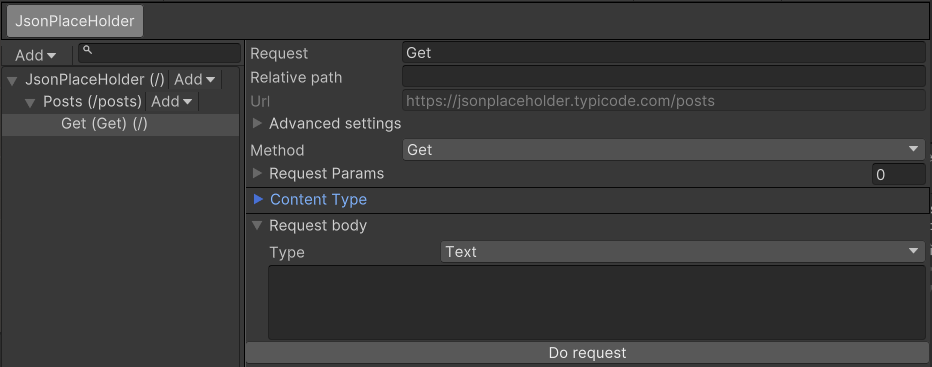 JsonPlaceHolder
Add
JsonPlaceHolder (/) Add
Posts (/posts) Add
Get (Get) (/)
Request Get
Relative path
Url https://jsonplaceholder.typicode.com/posts
Advanced settings
Method Get
Request Params 0
Content Type
Request body
Type Text
Do request